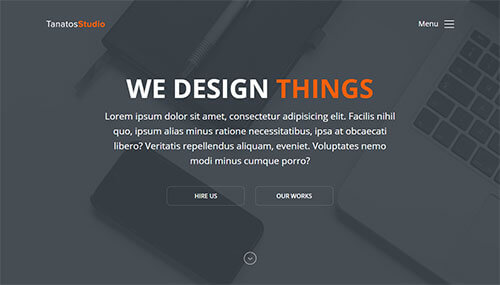 TanatosStudio
Menu
WE DESIGN THINGS
Lorem ipsum dolor sit amet, consectetur adipisicing elit. Facilis nihil
quo, ipsum alias minus ratione necessitatibus, ipsa at obcaecati
libero? Veritatis repellendus aliquam, eveniet. Voluptates nemo
modi minus cumque porro?
HIRE US
OUR WORKS